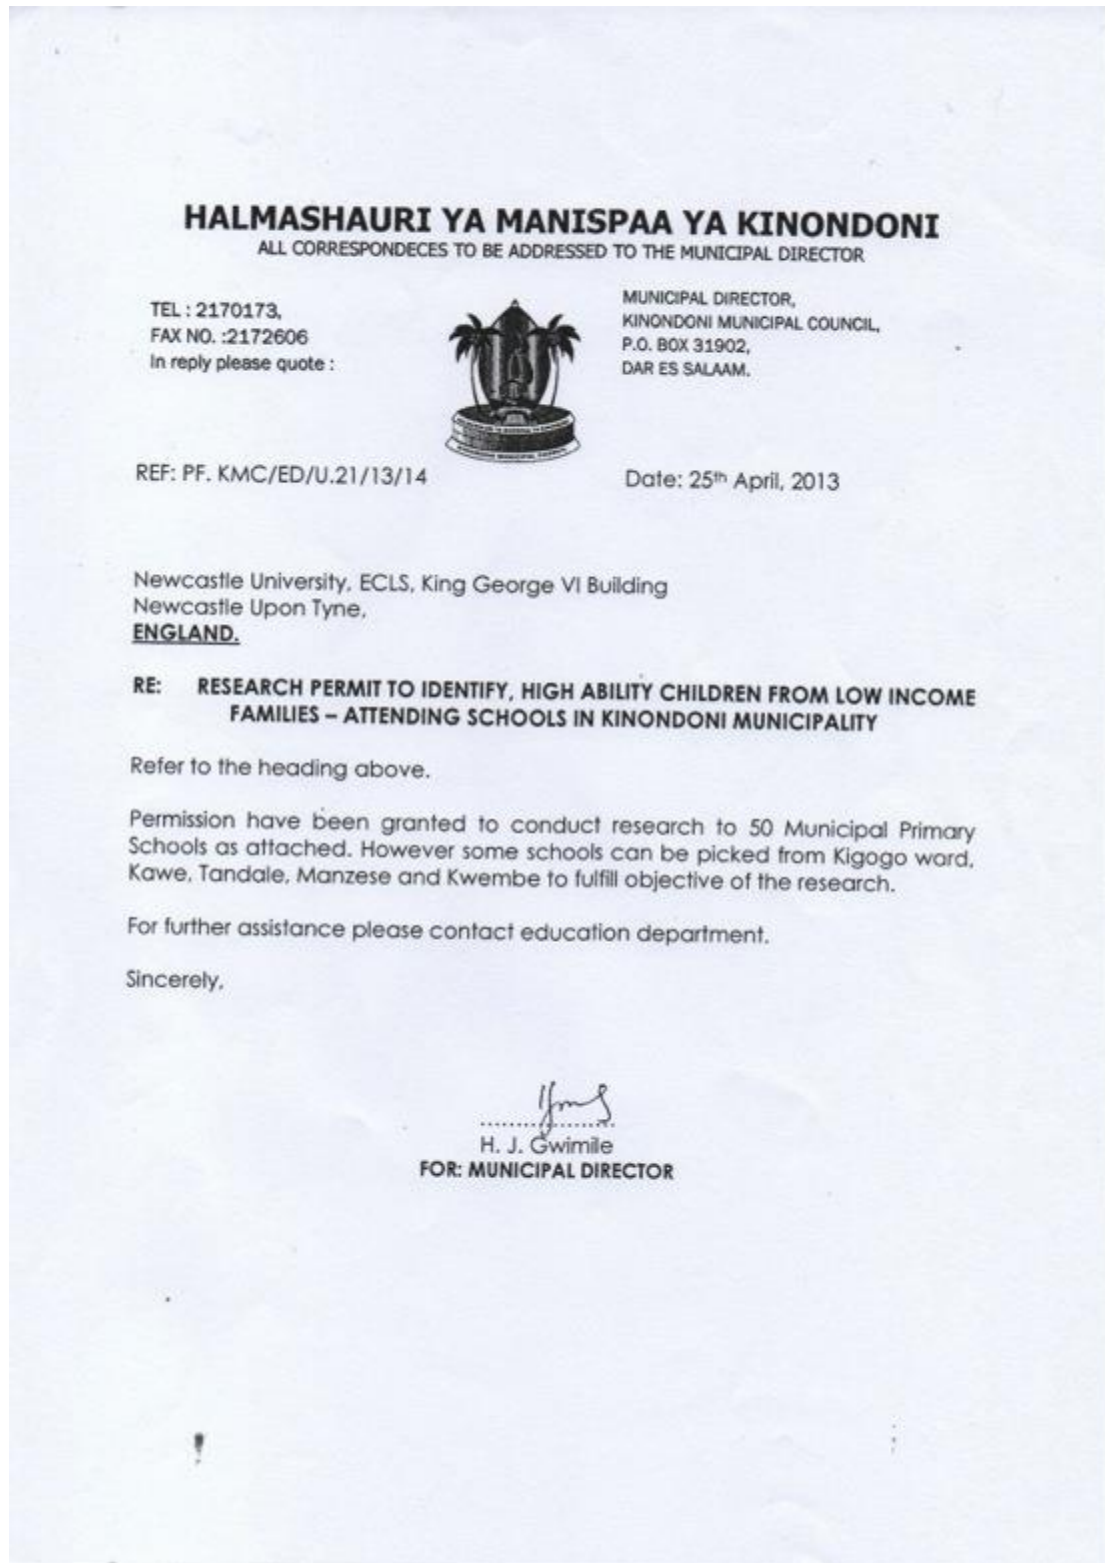 HALMASHAURI YA MANISPAA YA KINONDONI
ALL CORRESPONDECES TO BE ADDRESSED TO THE MUNICIPAL DIRECTOR
TEL : 2170173,
FAX NO. :2172606
In reply please quote :
MUNICIPAL DIRECTOR,
KINONDONI MUNICIPAL COUNCIL,
P.O. BOX 31902,
DAR ES SALAAM.
REF: PF. KMC/ED/U.21/13/14
Date: 25th April, 2013
Newcastle University, ECLS, King George VI Building
Newcastle Upon Tyne,
ENGLAND.
RE: RESEARCH PERMIT TO IDENTIFY, HIGH ABILITY CHILDREN FROM LOW INCOME
FAMILIES – ATTENDING SCHOOLS IN KINONDONI MUNICIPALITY
Refer to the heading above.
Permission have been granted to conduct research to 50 Municipal Primary
Schools as attached. However some schools can be picked from Kigogo word,
Kawe, Tandale, Manzese and Kwembe to fulfill objective of the research.
For further assistance please contact education department.
Sincerely,
H. J. Gwimile
FOR: MUNICIPAL DIRECTOR